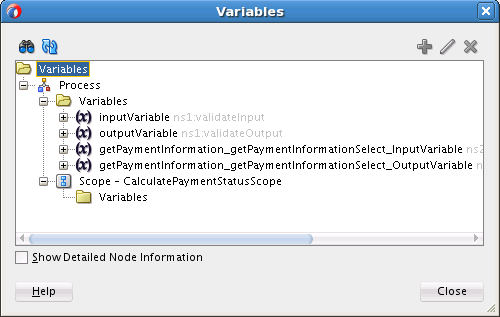 Variables
Variables
Process
Variables
inputVariable ns1:validateInput
outputVariable ns1:validateOutput
getPaymentInformation_getPaymentInformationSelect_InputVariable
getPaymentInformation_getPaymentInformationSelect_OutputVariable
Scope - CalculatePaymentStatusScope
Variables
Show Detailed Node Information
Help
Close